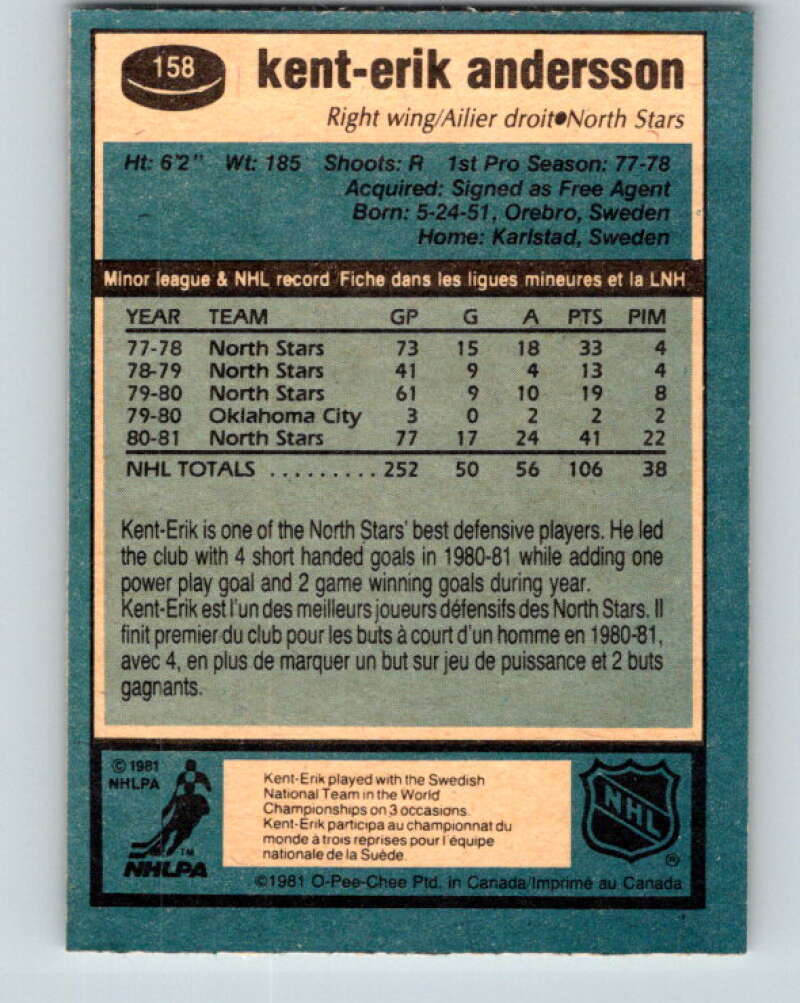 158
kent-erik andersson
Right wing/Ailier droit●North Stars
Ht: 6'2" Wt: 185 Shoots: R 1st Pro Season: 77-78
Acquired: Signed as Free Agent
Born: 5-24-51, Orebro, Sweden
Home: Karlstad, Sweden
Minor league & NHL record Fiche dans les ligues mineures et la LNH
YEAR TEAM GP G A PTS PIM
77-78 North Stars 73 15 18 33 4
78-79 North Stars 41 9 4 13 4
79-80 North Stars 61 9 10 19 8
79-80 Oklahoma City 3 0 2 2 2
80-81 North Stars 77 17 24 41 22
NHL TOTALS ......... 252 50 56 106 38
Kent-Erik is one of the North Stars' best defensive players. He led
the club with 4 short handed goals in 1980-81 while adding one
power play goal and 2 game winning goals during year.
Kent-Erik est l'un des meilleurs joueurs défensifs des North Stars. Il
finit premier du club pour les buts à court d'un homme en 1980-81,
avec 4, en plus de marquer un but sur jeu de puissance et 2 buts
gagnants.
© 1981
NHLPA
TM
NHLPA
Kent-Erik played with the Swedish
National Team in the World
Championships on 3 occasions.
Kent-Erik participa au championnat du
monde à trois reprises pour l'équipe
nationale de la Suède.
NHL
®
©1981 O-Pee-Chee Ptd. in Canada/Imprimé au Canada